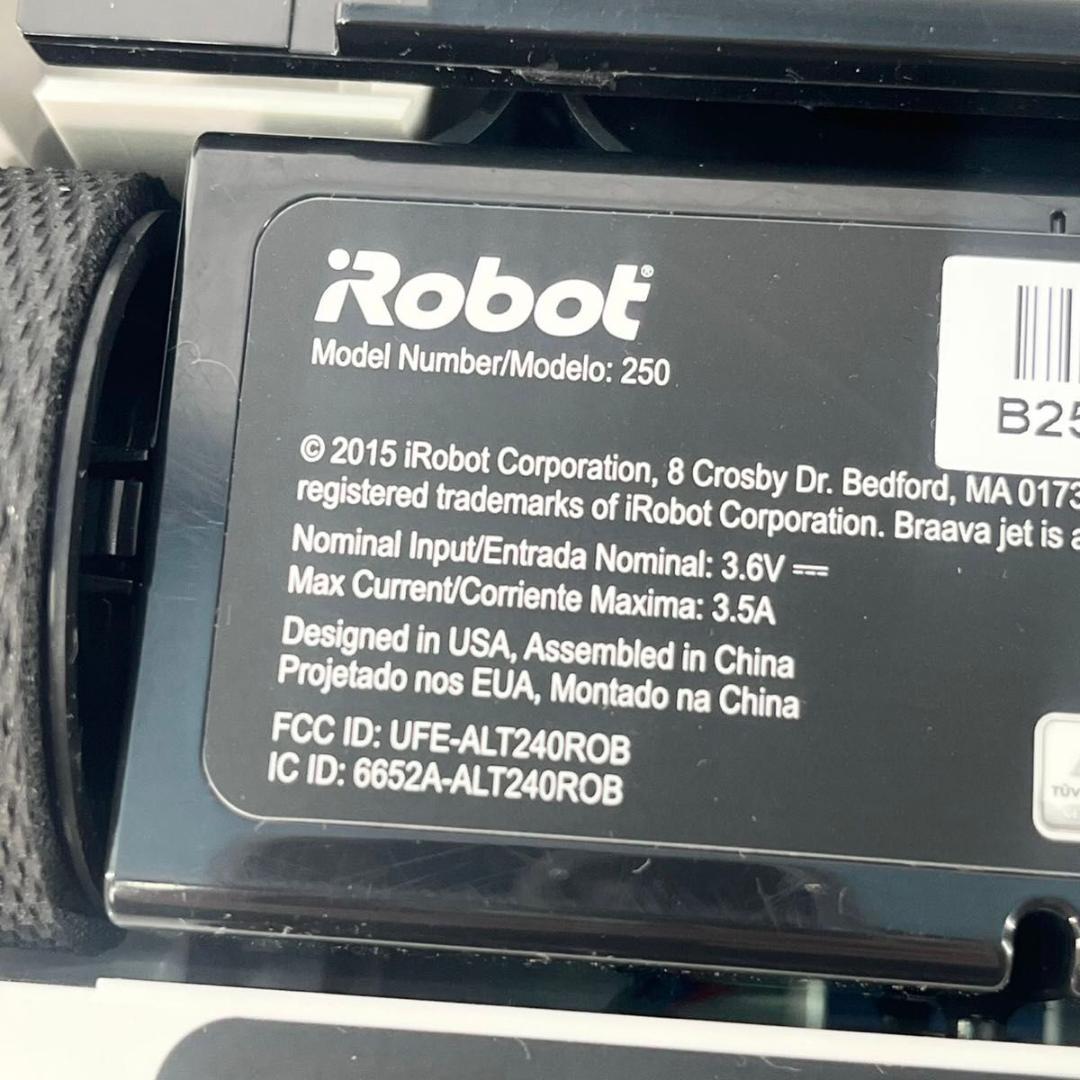 iRobot®
Model Number/Modelo: 250
B25
© 2015 iRobot Corporation, 8 Crosby Dr. Bedford, MA 0173
registered trademarks of iRobot Corporation. Braava jet is a
Nominal Input/Entrada Nominal: 3.6V ⎓
Max Current/Corriente Maxima: 3.5A
Designed in USA, Assembled in China
Projetado nos EUA, Montado na China
FCC ID: UFE-ALT240ROB
IC ID: 6652A-ALT240ROB
TÜV